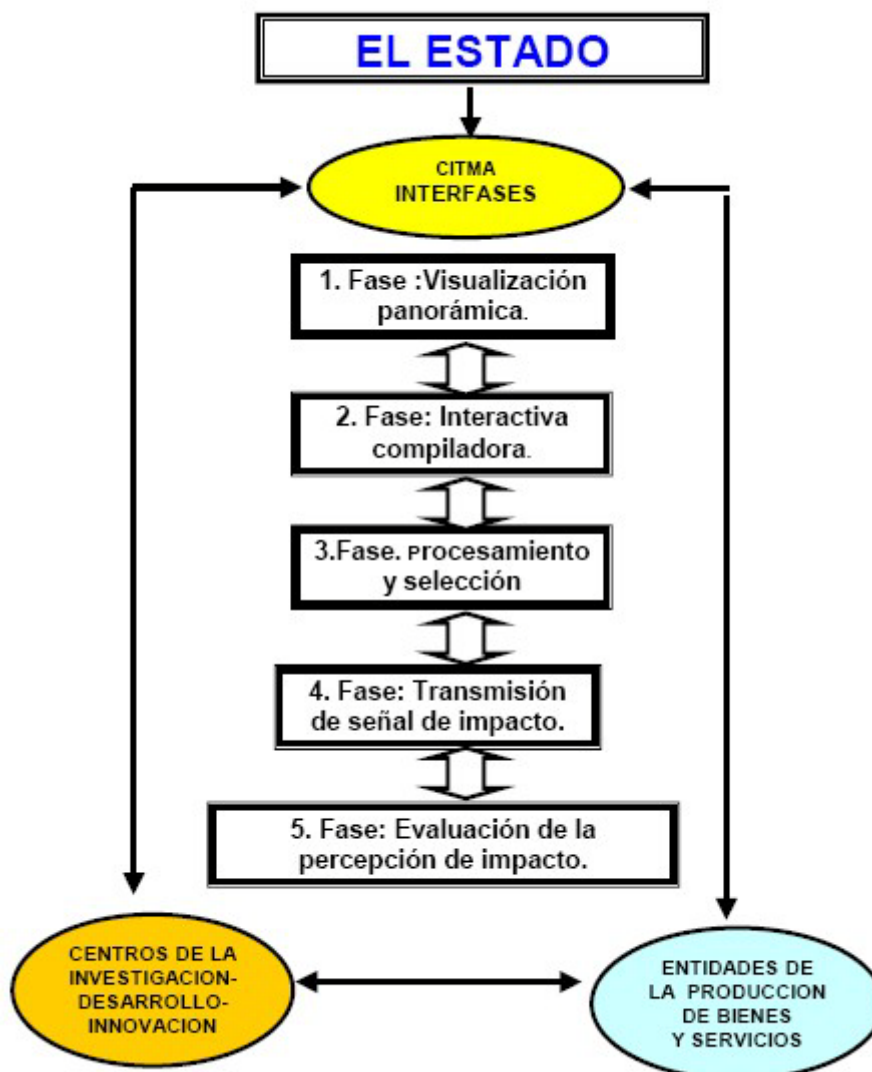 EL ESTADO
CITMA
INTERFASES
1. Fase :Visualización
panorámica.
2. Fase: Interactiva
compiladora.
3.Fase. Procesamiento
y selección
4. Fase: Transmisión
de señal de impacto.
5. Fase: Evaluación de la
percepción de impacto.
CENTROS DE LA
INVESTIGACION-
DESARROLLO-
INNOVACION
ENTIDADES DE
LA PRODUCCION
DE BIENES
Y SERVICIOS